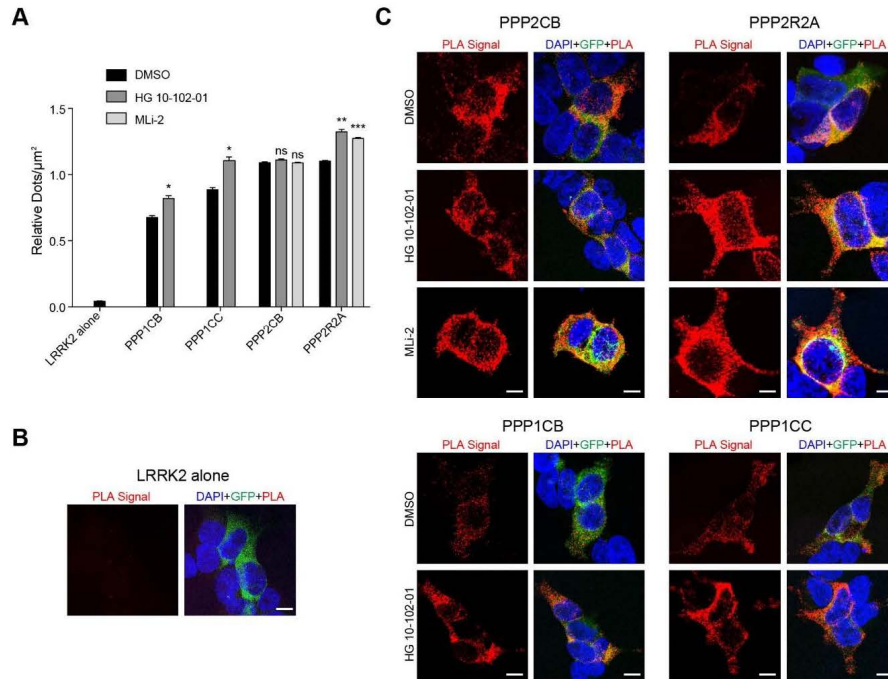 A
DMSO
HG 10-102-01
MLi-2
Relative Dots/µm²
1.5
1.0
0.5
0.0
*
*
ns ns
**
***
LRRK2 alone
PPP1CB
PPP1CC
PPP2CB
PPP2R2A
B
LRRK2 alone
PLA Signal DAPI+GFP+PLA
C
PPP2CB PPP2R2A
PLA Signal DAPI+GFP+PLA PLA Signal DAPI+GFP+PLA
DMSO
HG 10-102-01
MLi-2
PPP1CB PPP1CC
PLA Signal DAPI+GFP+PLA PLA Signal DAPI+GFP+PLA
DMSO
HG 10-102-01